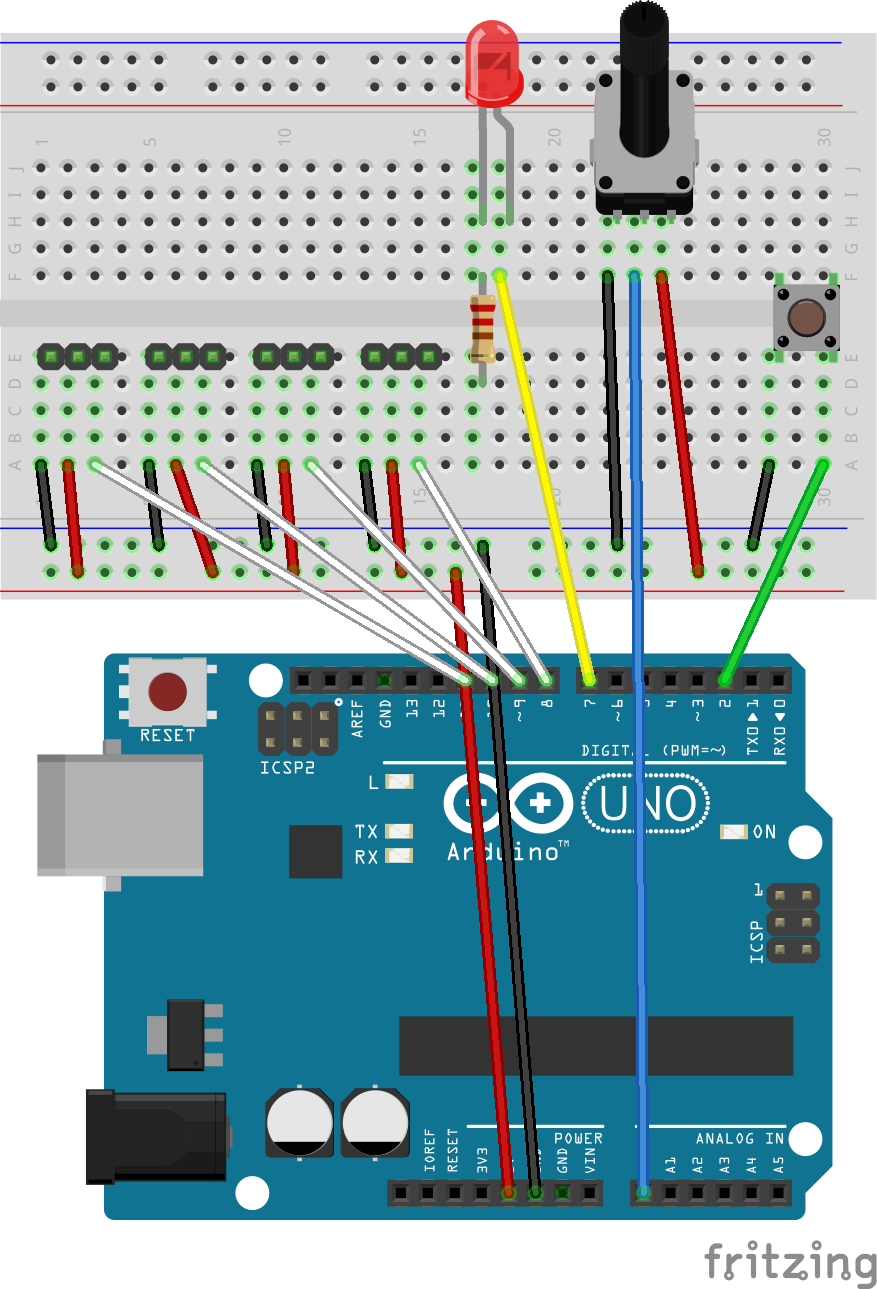 1 5 10 15 20 30
J J
I I
H H
G G
F F
E E
D D
C C
B B
A A
15 20 30
RESET
ICSP2
AREF GND 13 12 ~9 8 7 ~6 4 ~3 2 TX0▶1 RX0◀0
DIGITAL (PWM=~)
L
TX
RX
UNO
Arduino™
ON
1
ICSP
POWER ANALOG IN
IOREF RESET 3V3 GND VIN A1 A2 A3 A4 A5
fritzing